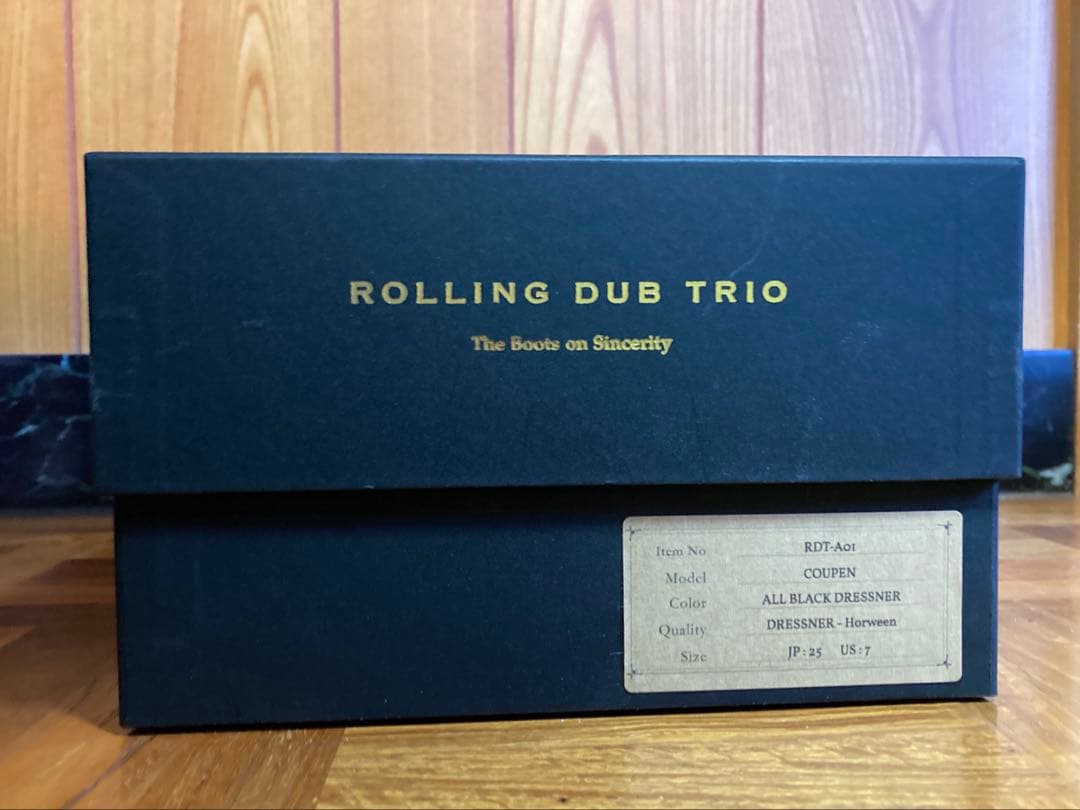 ROLLING DUB TRIO
The Boots on Sincerity
Item No RDT-A01
Model COUPEN
Color ALL BLACK DRESSNER
Quality DRESSNER - Horween
Size JP : 25 US : 7